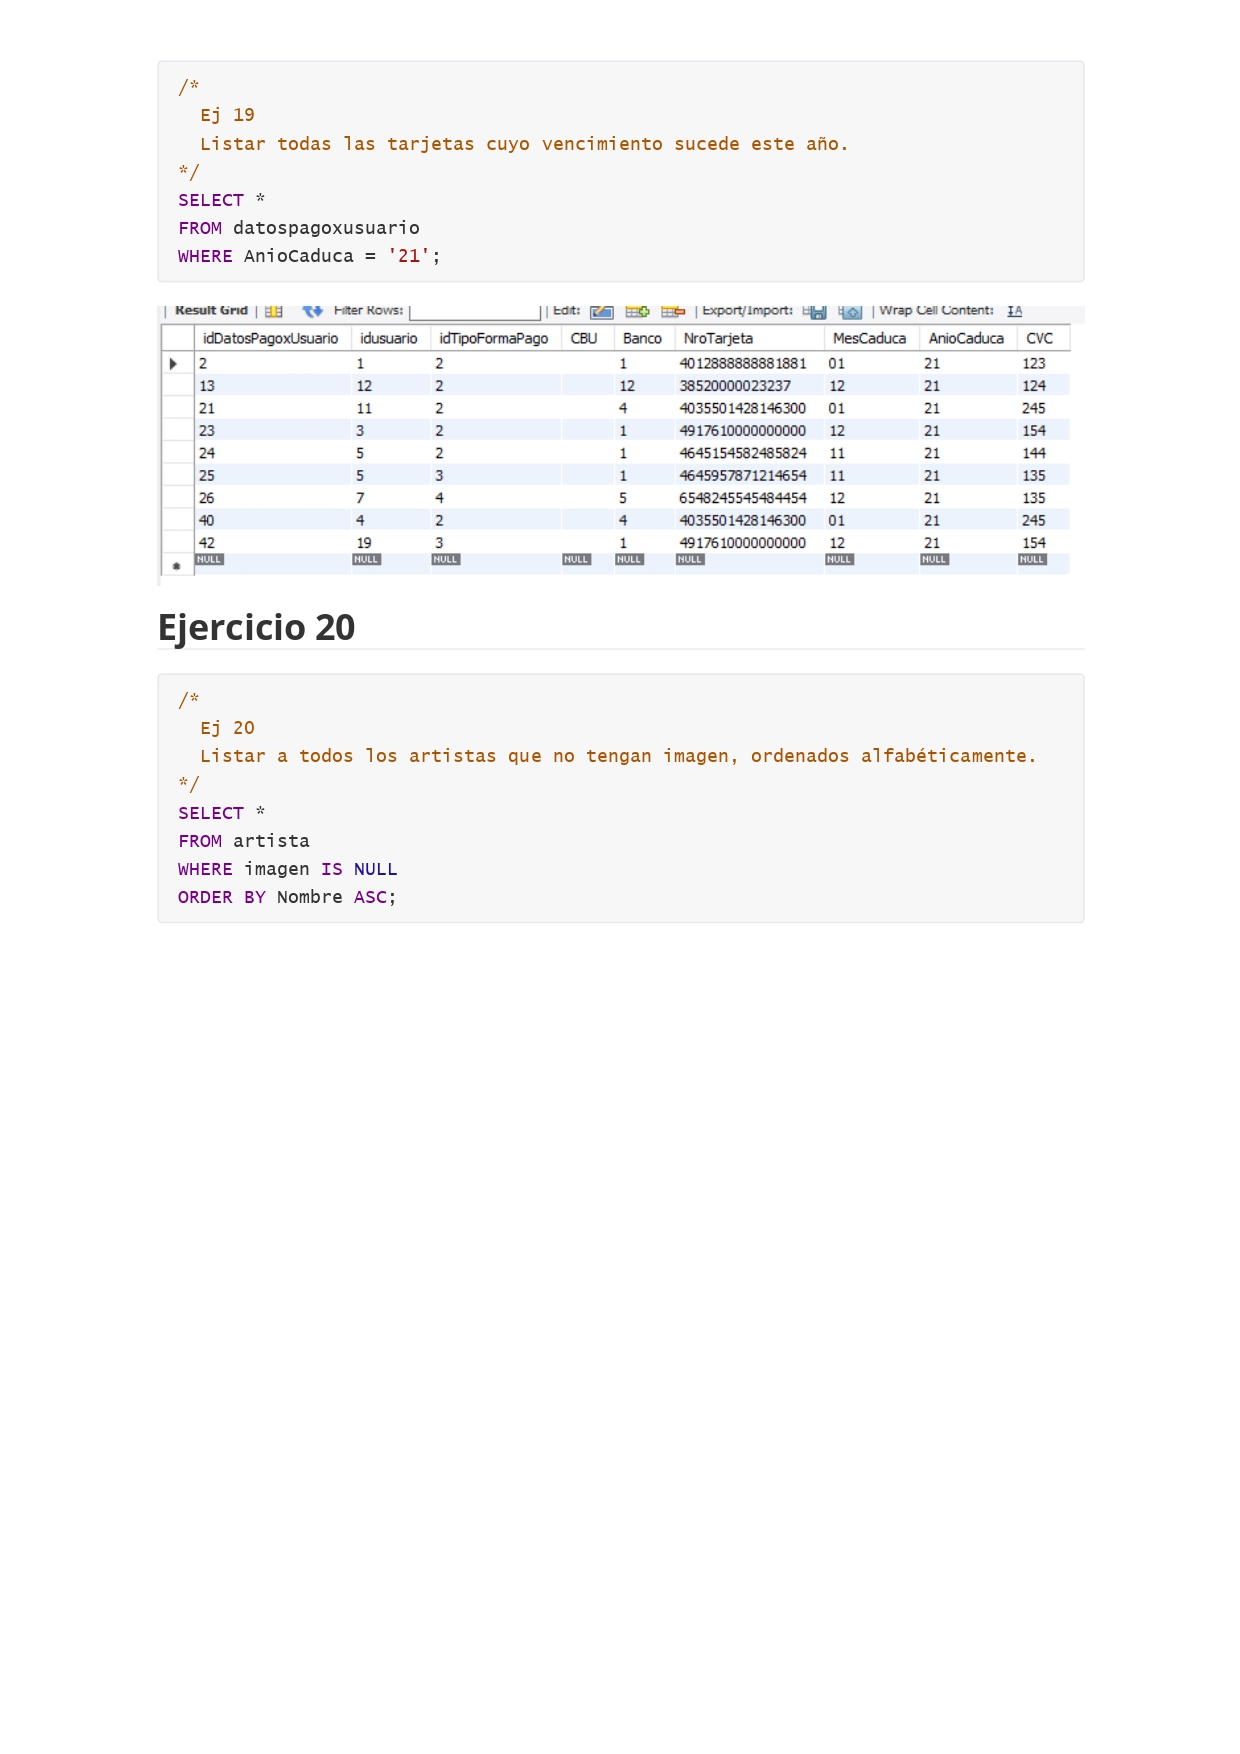 /*
  Ej 19
  Listar todas las tarjetas cuyo vencimiento sucede este año.
*/
SELECT *
FROM datospagoxusuario
WHERE AnioCaduca = '21';
Result Grid | Filter Rows: | Edit: | Export/Import: | Wrap Cell Content: IA
idDatosPagoxUsuario idusuario idTipoFormaPago CBU Banco NroTarjeta MesCaduca AnioCaduca CVC
2 1 2 1 4012888888881881 01 21 123
13 12 2 12 38520000023237 12 21 124
21 11 2 4 4035501428146300 01 21 245
23 3 2 1 4917610000000000 12 21 154
24 5 2 1 4645154582485824 11 21 144
25 5 3 1 4645957871214654 11 21 135
26 7 4 5 6548245545484454 12 21 135
40 4 2 4 4035501428146300 01 21 245
42 19 3 1 4917610000000000 12 21 154
NULL NULL NULL NULL NULL NULL NULL NULL NULL
Ejercicio 20
/*
  Ej 20
  Listar a todos los artistas que no tengan imagen, ordenados alfabéticamente.
*/
SELECT *
FROM artista
WHERE imagen IS NULL
ORDER BY Nombre ASC;